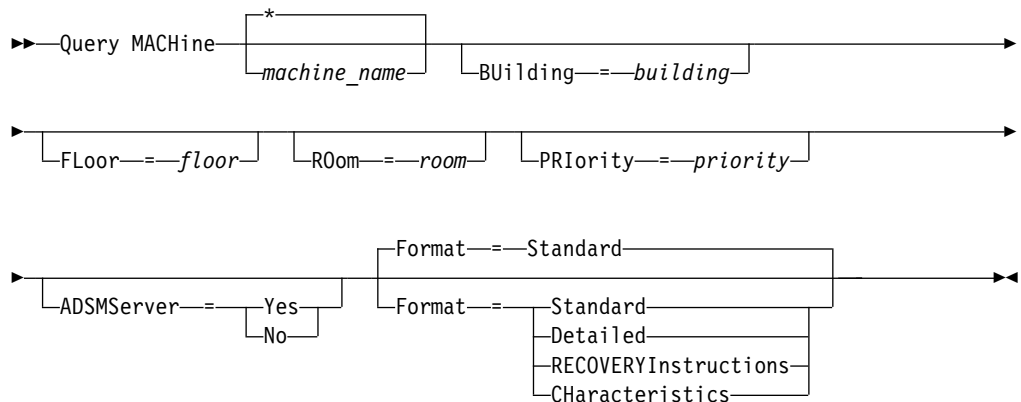 *
Query MACHine
machine_name
BUilding = building
FLoor = floor
ROom = room
PRIority = priority
Format = Standard
ADSMServer = Yes
No
Format = Standard
Detailed
RECOVERYInstructions
CHaracteristics